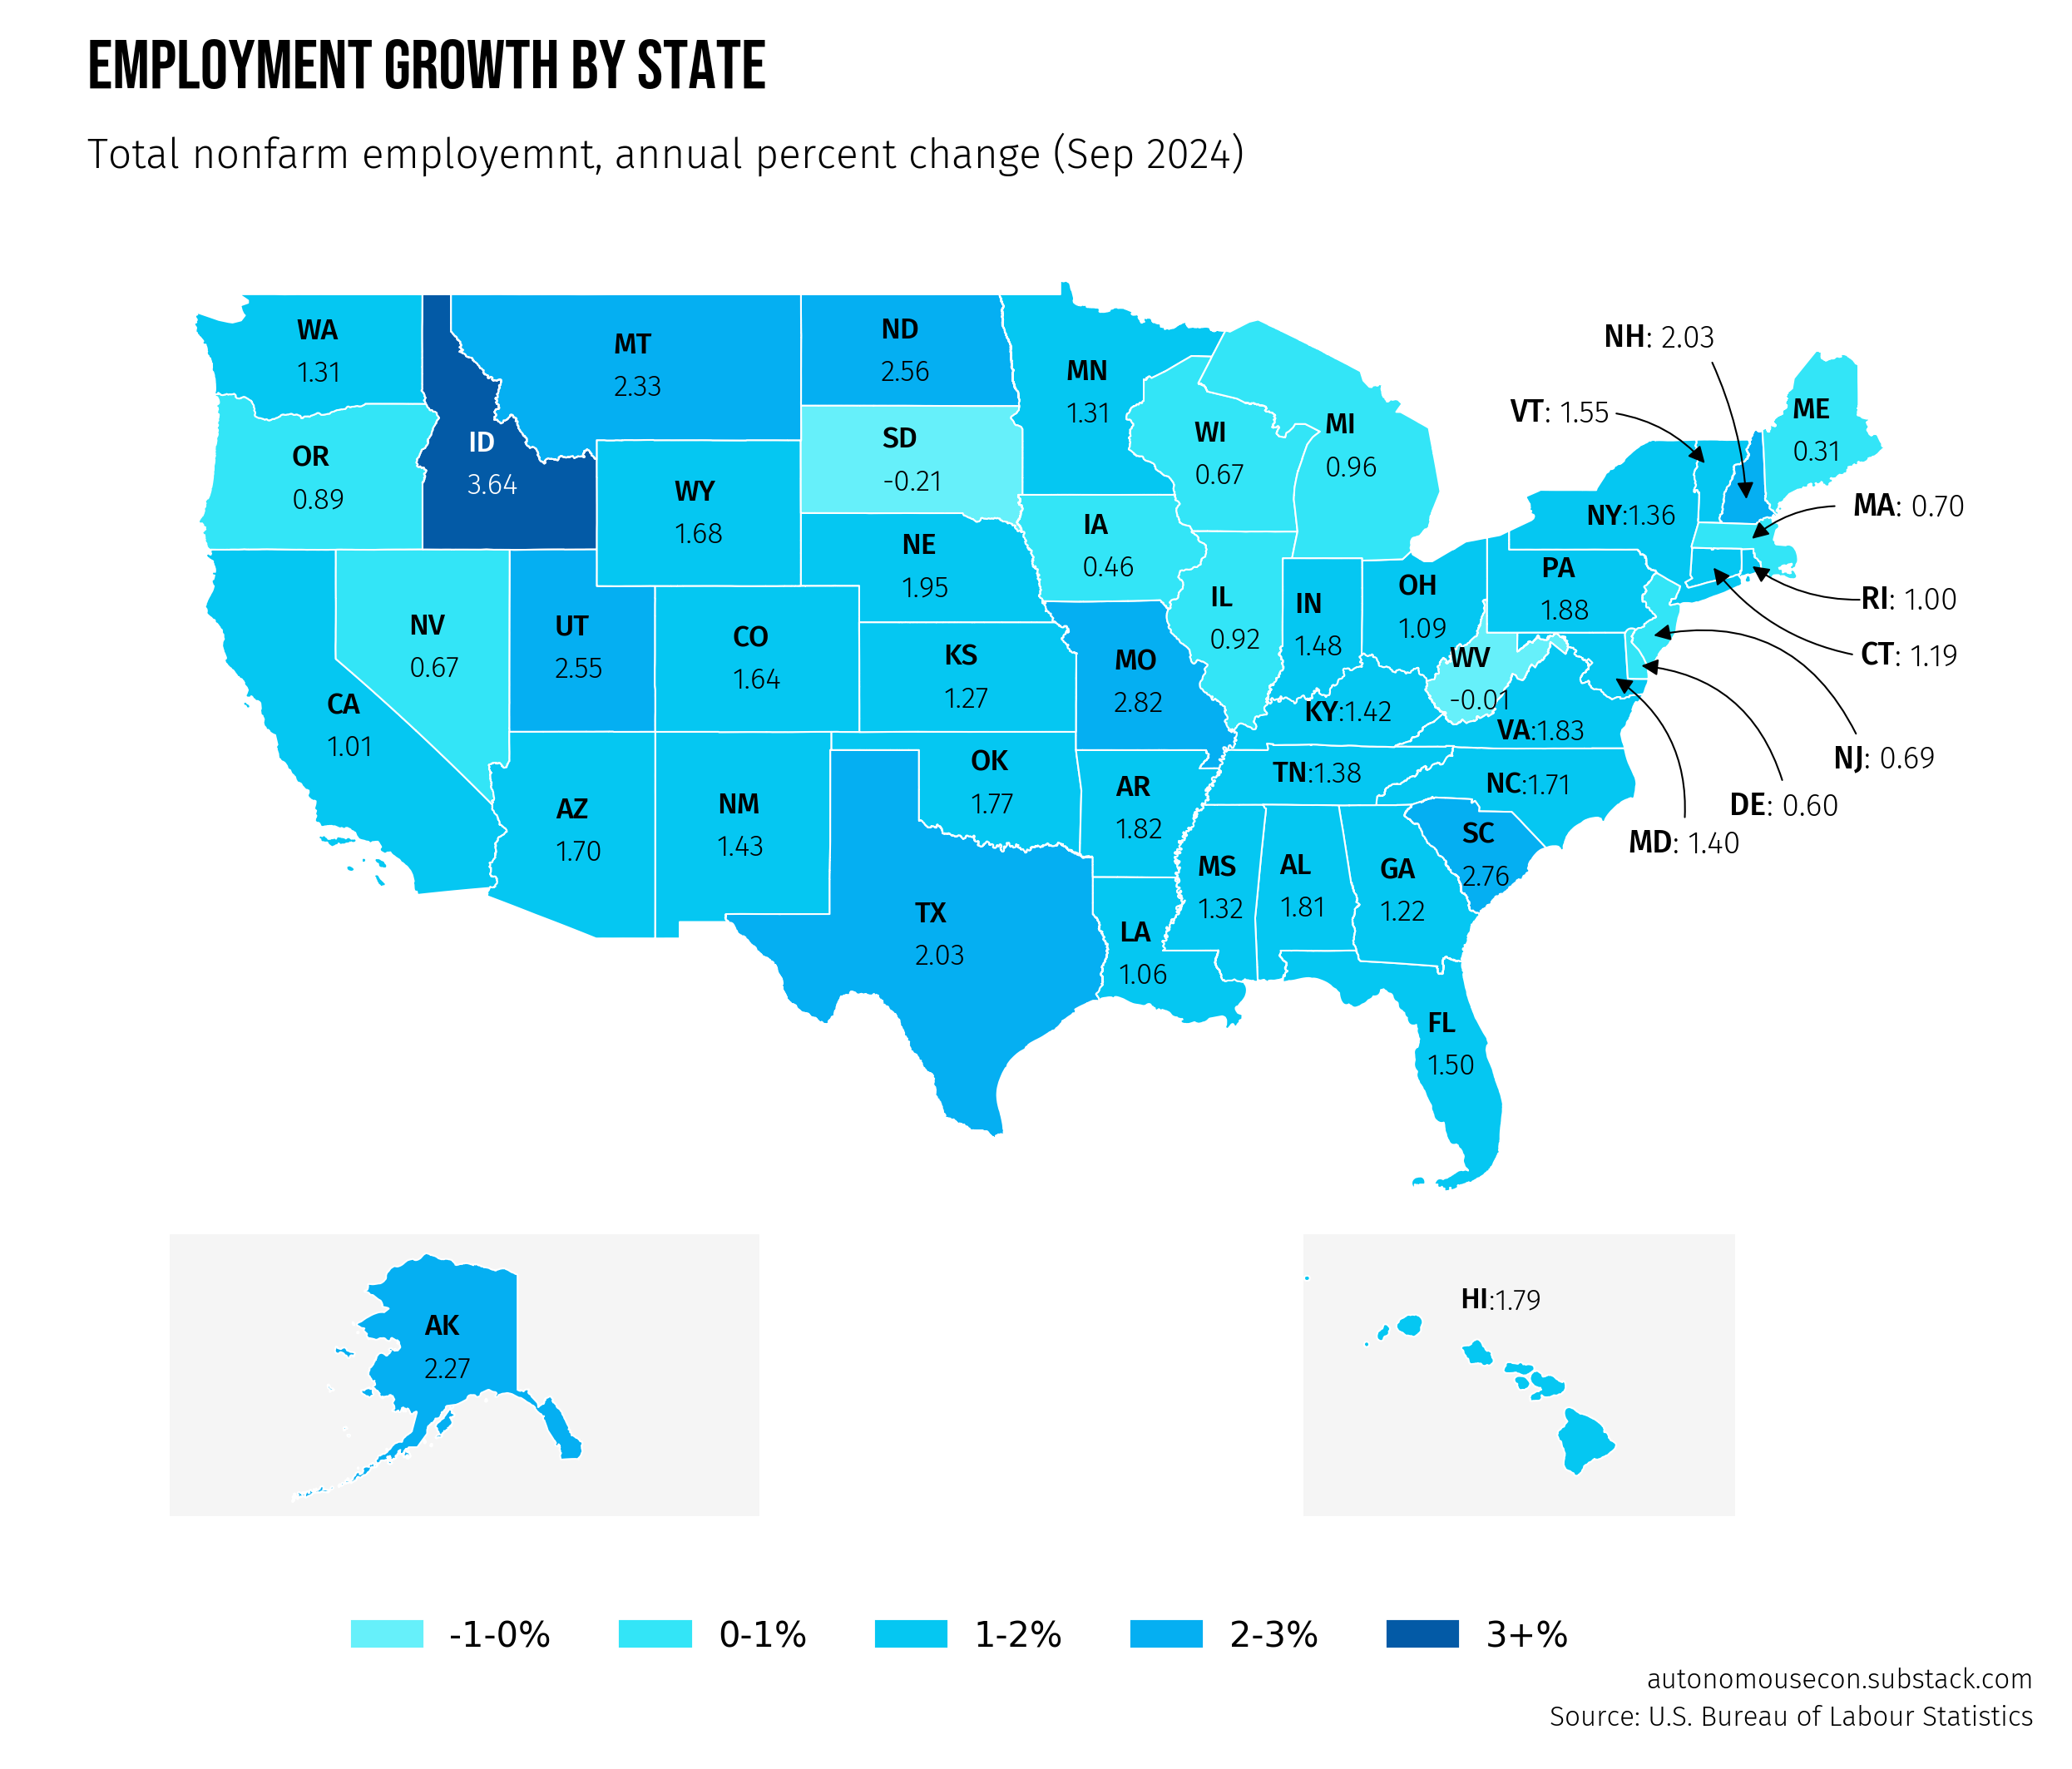 EMPLOYMENT GROWTH BY STATE
Total nonfarm employemnt, annual percent change (Sep 2024)
WA
1.31
MT
2.33
ND
2.56
MN
1.31
OR
0.89
ID
3.64
WY
1.68
SD
-0.21
WI
0.67
MI
0.96
NH: 2.03
VT: 1.55
ME
0.31
NY:1.36
MA: 0.70
IA
0.46
NE
1.95
PA
1.88
RI: 1.00
CT: 1.19
NV
0.67
UT
2.55
CO
1.64
KS
1.27
MO
2.82
IL
0.92
IN
1.48
OH
1.09
WV
-0.01
CA
1.01
KY:1.42
VA:1.83
NJ: 0.69
DE: 0.60
MD: 1.40
AZ
1.70
NM
1.43
OK
1.77
AR
1.82
TN:1.38
NC:1.71
SC
2.76
TX
2.03
LA
1.06
MS
1.32
AL
1.81
GA
1.22
FL
1.50
AK
2.27
HI:1.79
-1-0%
0-1%
1-2%
2-3%
3+%
autonomousecon.substack.com
Source: U.S. Bureau of Labour Statistics